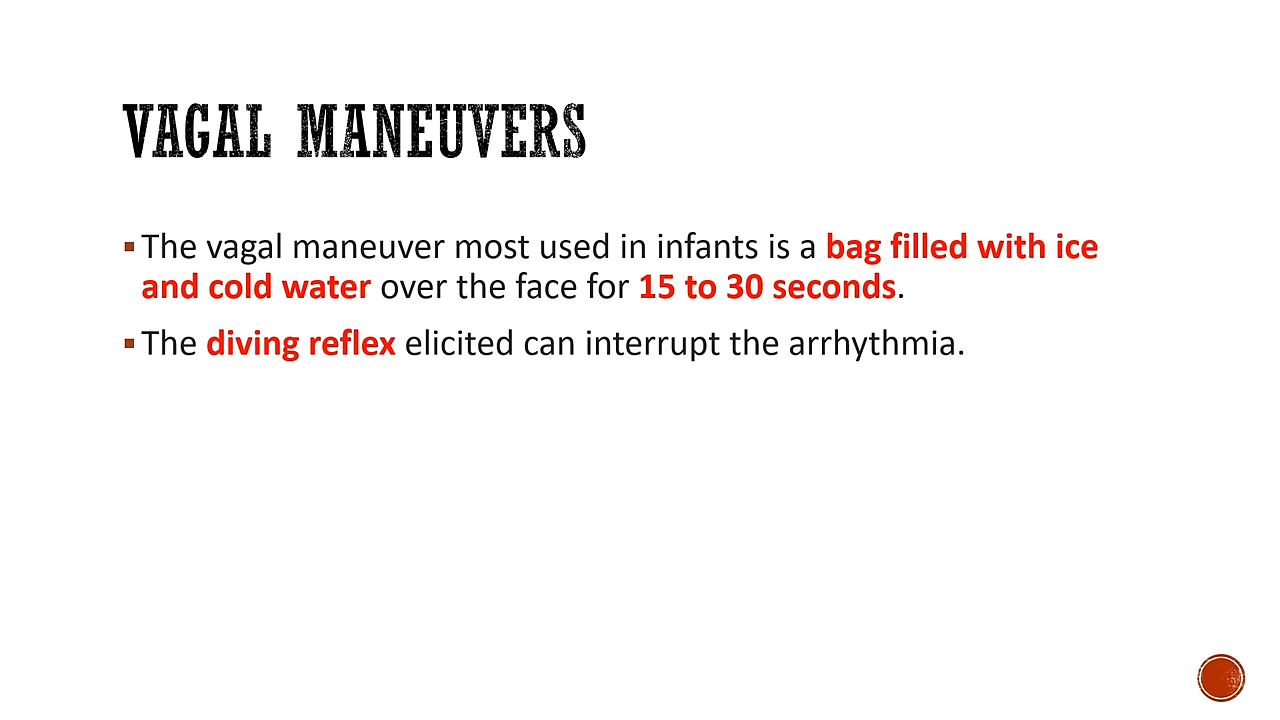 VAGAL MANEUVERS
▪ The vagal maneuver most used in infants is a bag filled with ice
and cold water over the face for 15 to 30 seconds.
▪ The diving reflex elicited can interrupt the arrhythmia.